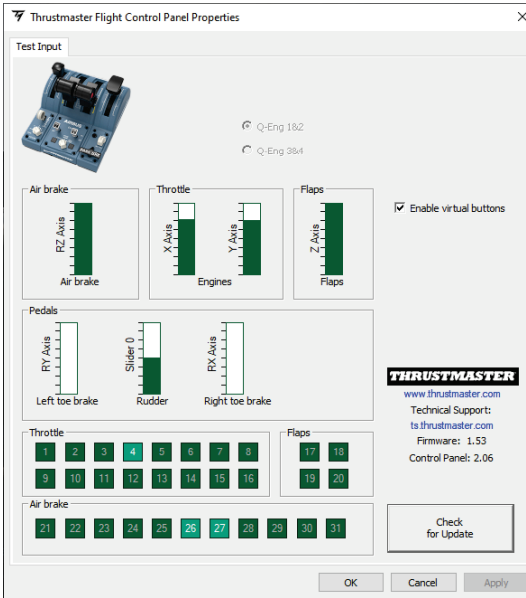 Thrustmaster Flight Control Panel Properties
Test Input
Q-Eng 1&2
Q-Eng 3&4
Air brake
RZ Axis
Air brake
Throttle
X Axis
Y Axis
Engines
Flaps
Z Axis
Flaps
Enable virtual buttons
Pedals
RY Axis
Left toe brake
Slider 0
Rudder
RX Axis
Right toe brake
THRUSTMASTER
www.thrustmaster.com
Technical Support:
ts.thrustmaster.com
Firmware: 1.53
Control Panel: 2.06
Throttle
1 2 3 4 5 6 7 8
9 10 11 12 13 14 15 16
Flaps
17 18
19 20
Air brake
21 22 23 24 25 26 27 28 29 30 31
Check
for Update
OK
Cancel
Apply